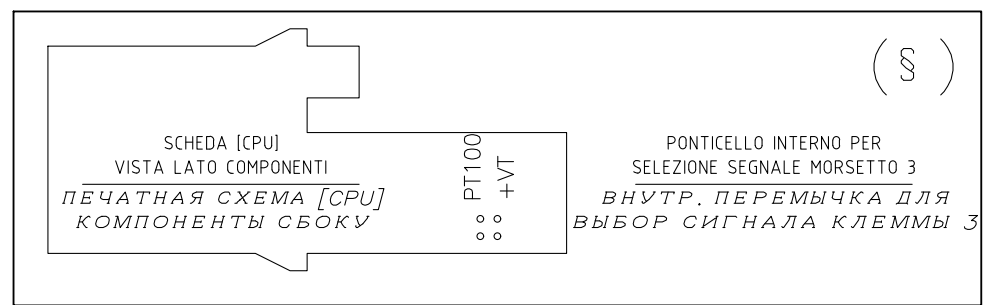 ( § )
SCHEDA [CPU]
VISTA LATO COMPONENTI
ПЕЧАТНАЯ СХЕМА [CPU]
КОМПОНЕНТЫ СБОКУ
PT100
+VT
PONTICELLO INTERNO PER
SELEZIONE SEGNALE MORSETTO 3
ВНУТР. ПЕРЕМЫЧКА ДЛЯ
ВЫБОР СИГНАЛА КЛЕММЫ 3